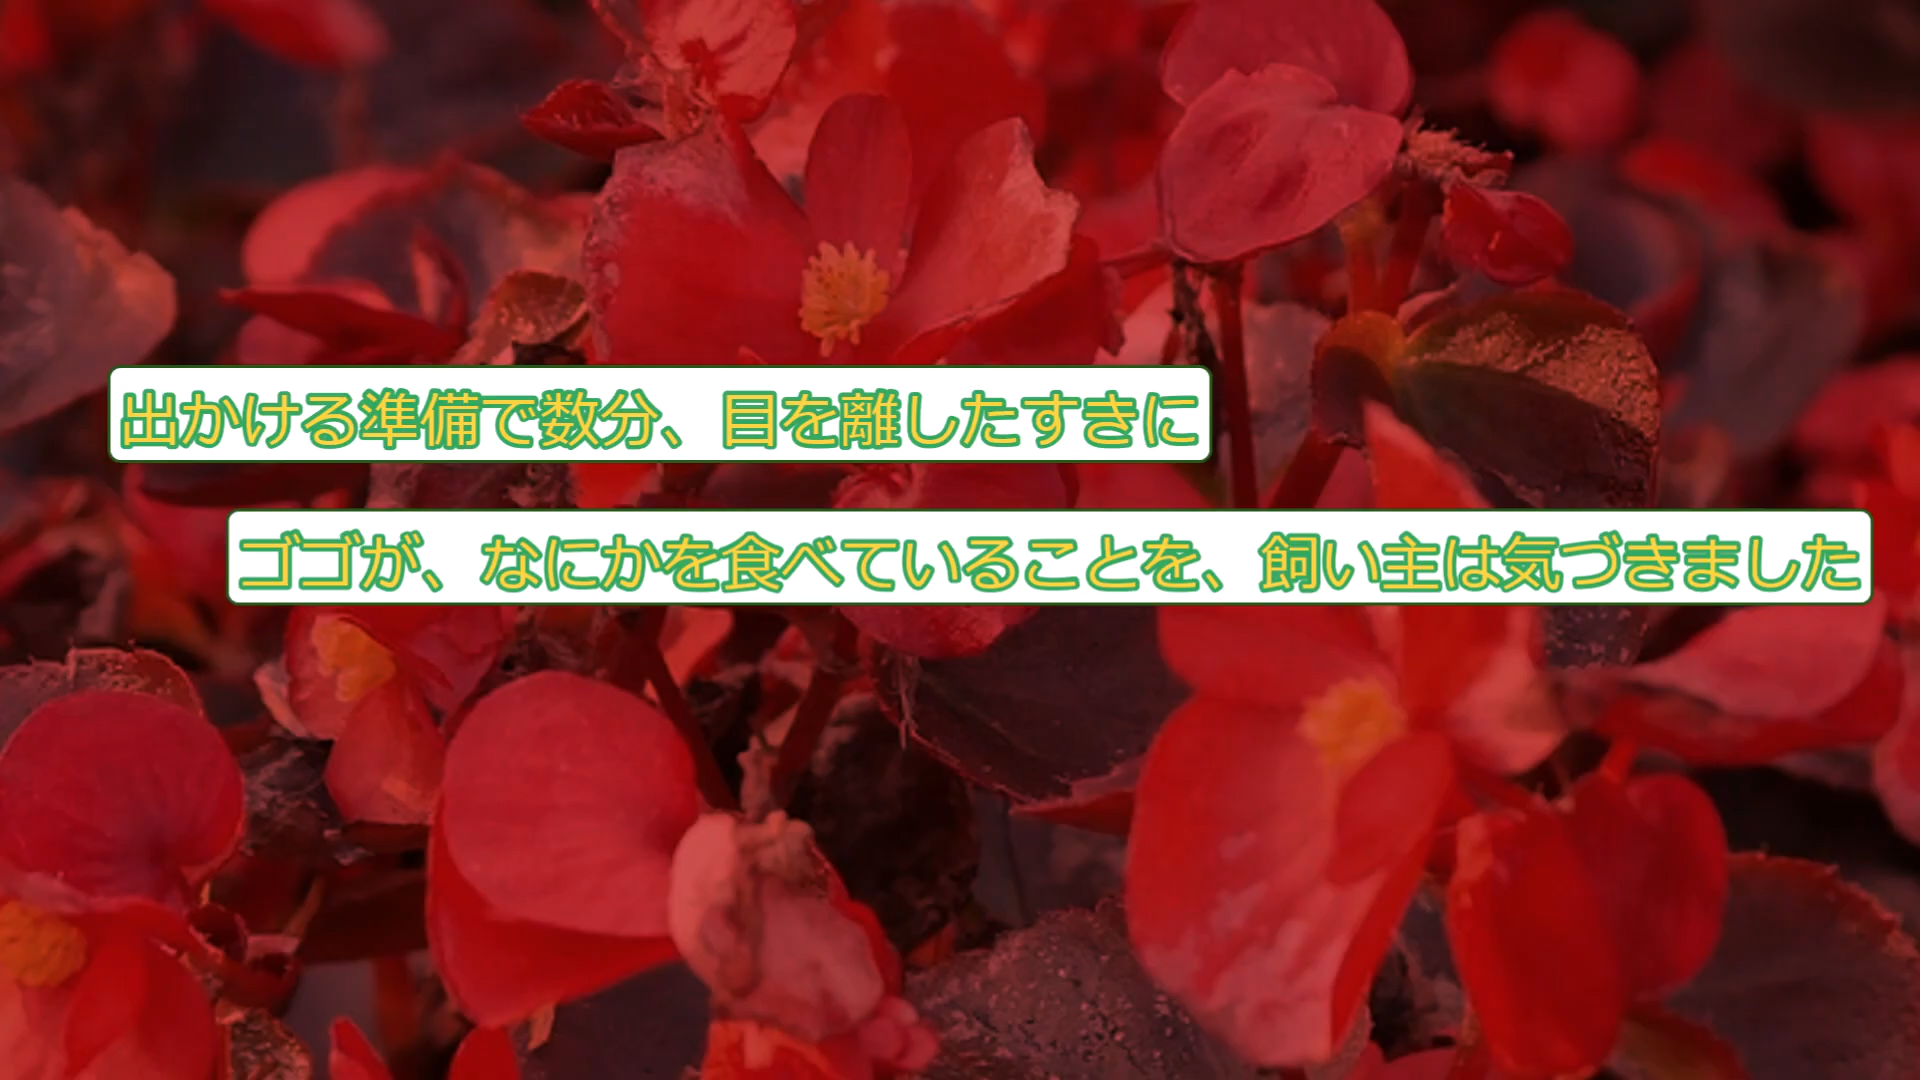 出かける準備で数分、目を離したすきに
ゴゴが、なにかを食べていることを、飼い主は気づきました